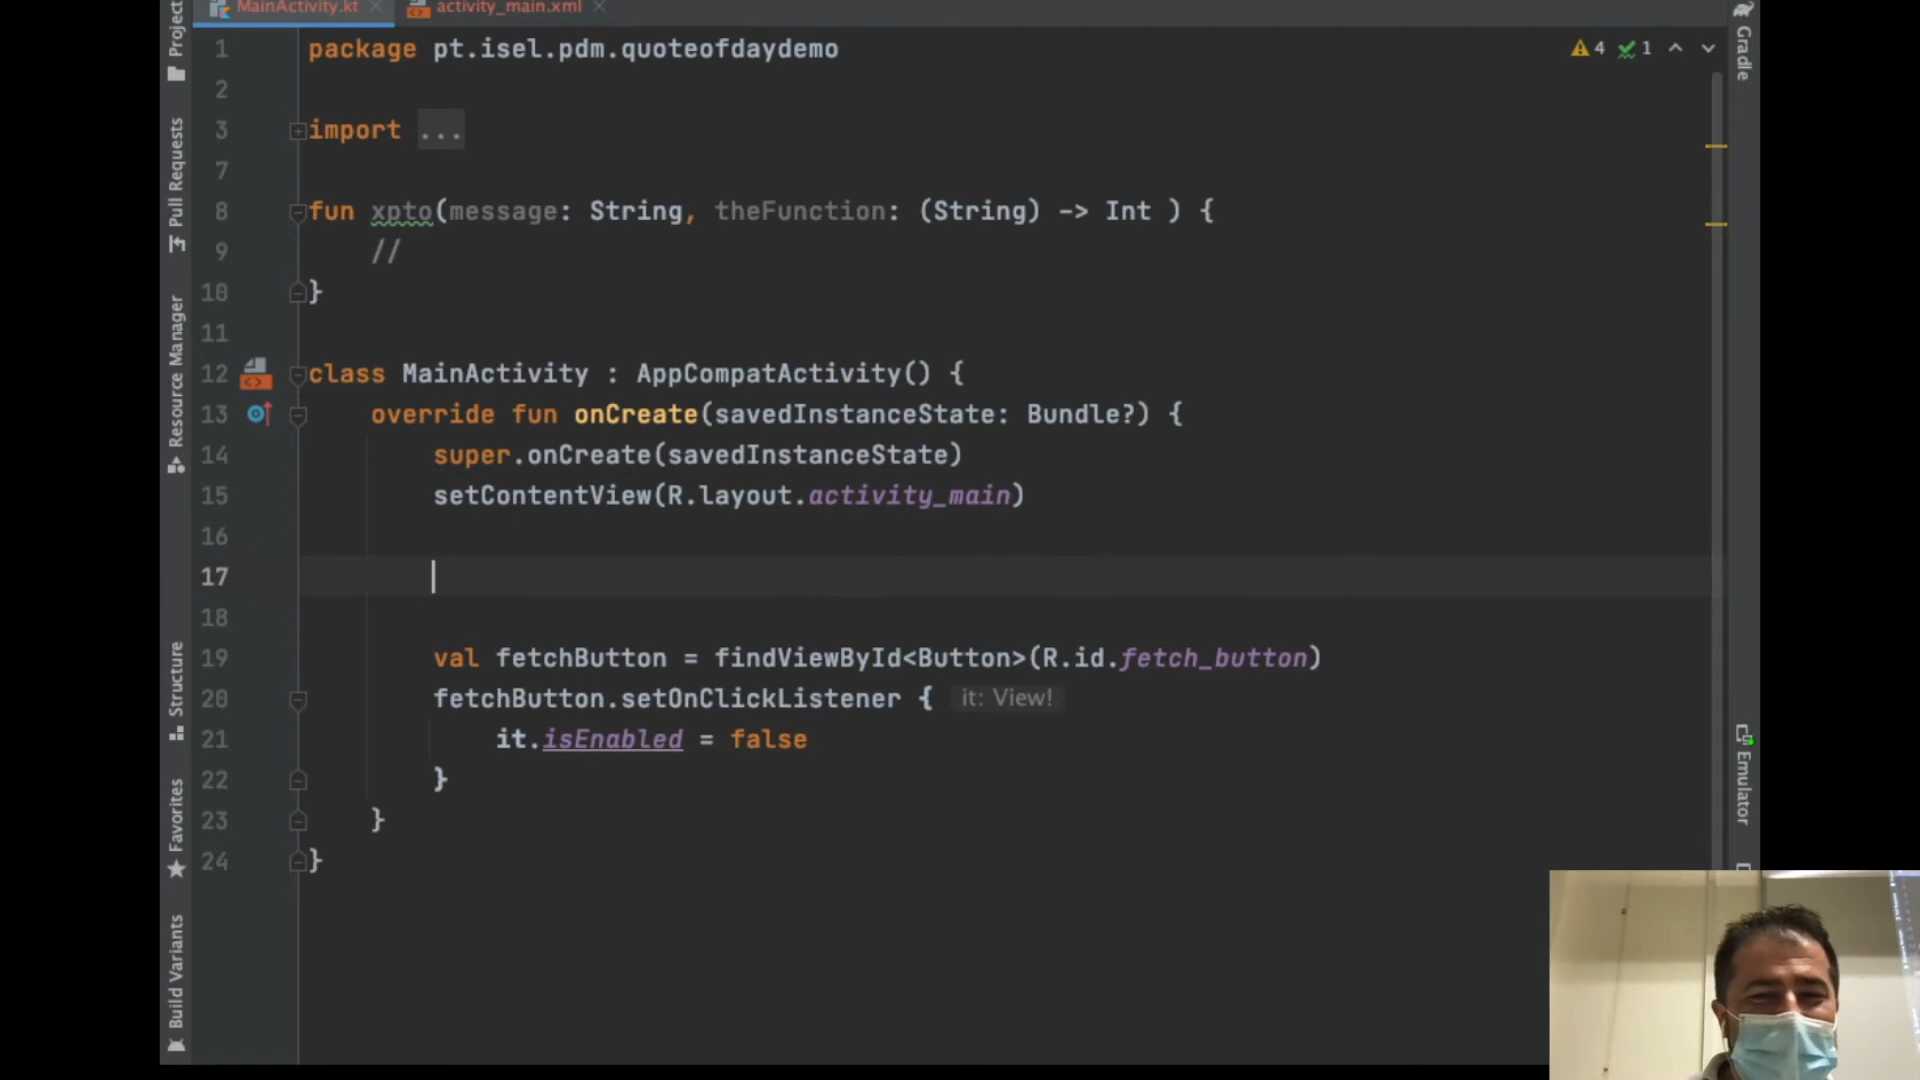 MainActivity.kt
activity_main.xml
Project
Pull Requests
Resource Manager
Structure
Favorites
Build Variants
Gradle
Emulator
4
1
1 package pt.isel.pdm.quoteofdaydemo
2
3 import ...
7
8 fun xpto(message: String, theFunction: (String) -> Int ) {
9 //
10 }
11
12 class MainActivity : AppCompatActivity() {
13 override fun onCreate(savedInstanceState: Bundle?) {
14 super.onCreate(savedInstanceState)
15 setContentView(R.layout.activity_main)
16
17
18
19 val fetchButton = findViewById<Button>(R.id.fetch_button)
20 fetchButton.setOnClickListener { it: View!
21 it.isEnabled = false
22 }
23 }
24 }